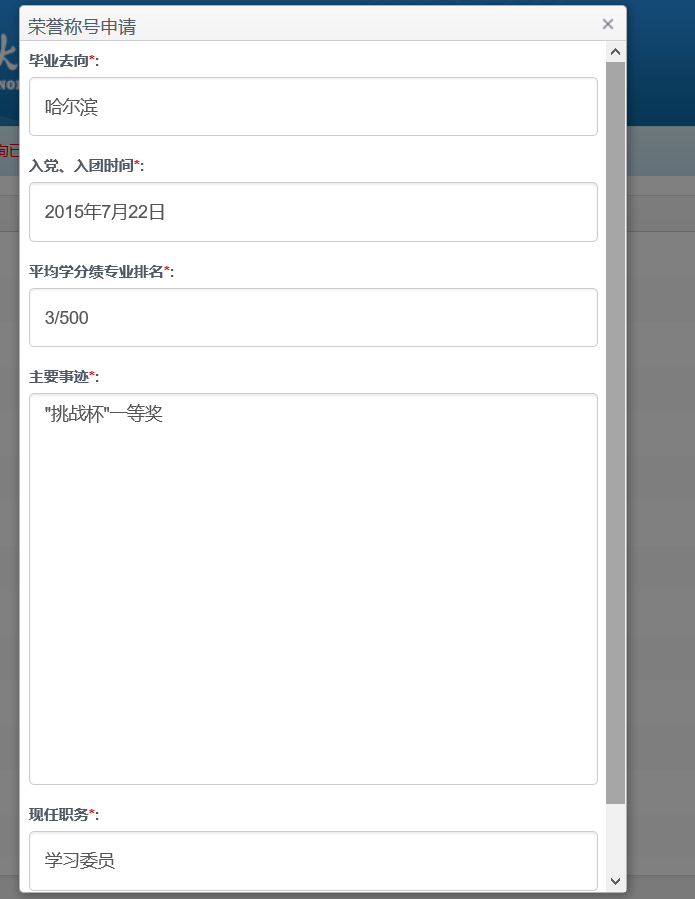 荣誉称号申请
×
毕业去向*:
哈尔滨
入党、入团时间*:
2015年7月22日
平均学分绩专业排名*:
3/500
主要事迹*:
"挑战杯"一等奖
现任职务*:
学习委员